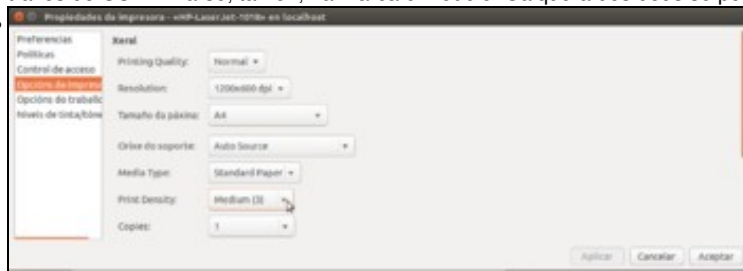 Propiedades da impresora - «HP-LaserJet-1018» en localhost
Preferencias
Políticas
Control de acceso
Opcións da impres
Opcións do traballo
Niveis de tinta/tóne
Xeral
Printing Quality: Normal
Resolution: 1200x600 dpi
Tamaño da páxina: A4
Orixe do soporte: Auto Source
Media Type: Standard Paper
Print Density: Medium (3)
Copies: 1
Aplicar Cancelar Aceptar